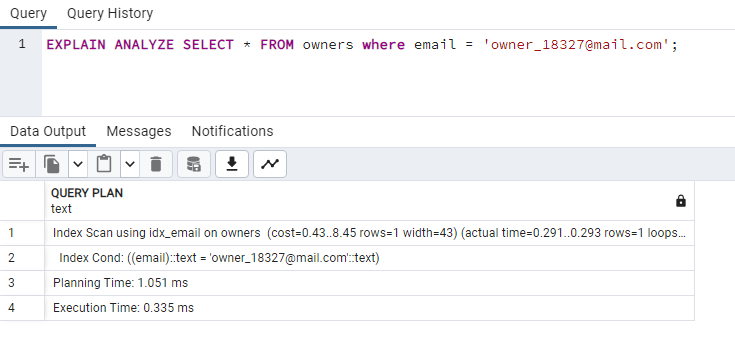 Query Query History
1 EXPLAIN ANALYZE SELECT * FROM owners where email = 'owner_18327@mail.com';
Data Output Messages Notifications
QUERY PLAN
text
1 Index Scan using idx_email on owners (cost=0.43..8.45 rows=1 width=43) (actual time=0.291..0.293 rows=1 loops...
2 Index Cond: ((email)::text = 'owner_18327@mail.com'::text)
3 Planning Time: 1.051 ms
4 Execution Time: 0.335 ms